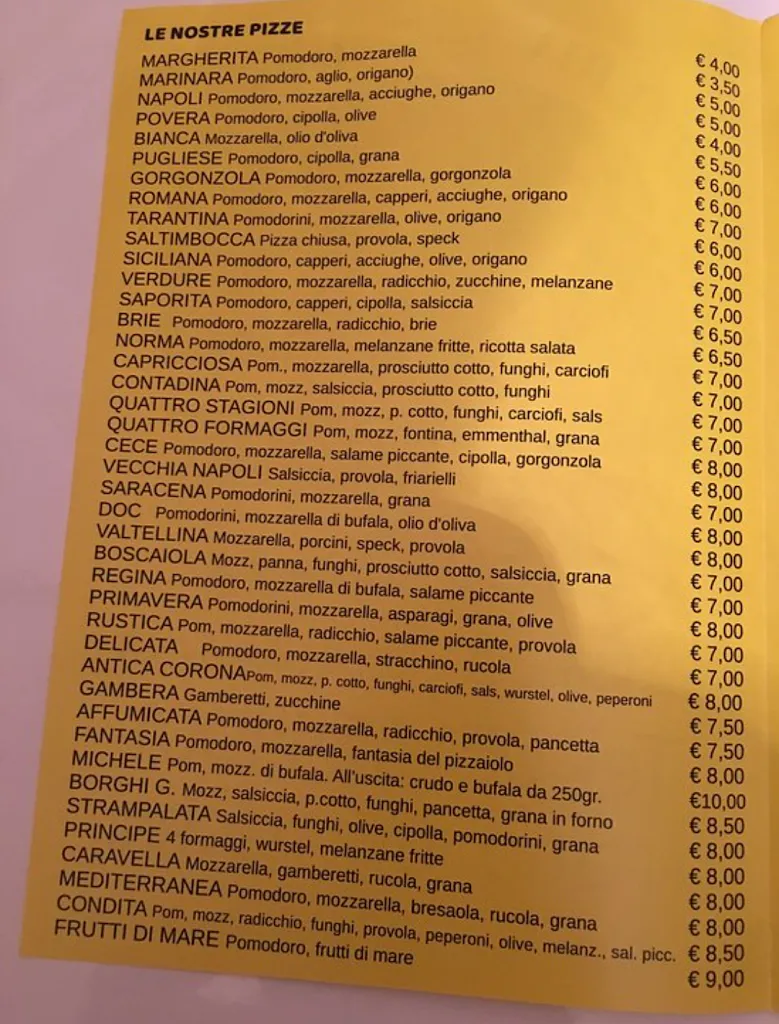 LE NOSTRE PIZZE
MARGHERITA Pomodoro, mozzarella € 4,00
MARINARA Pomodoro, aglio, origano) € 3,50
NAPOLI Pomodoro, mozzarella, acciughe, origano € 5,00
POVERA Pomodoro, cipolla, olive € 5,00
BIANCA Mozzarella, olio d'oliva € 4,00
PUGLIESE Pomodoro, cipolla, grana € 5,50
GORGONZOLA Pomodoro, mozzarella, gorgonzola € 6,00
ROMANA Pomodoro, mozzarella, capperi, acciughe, origano € 6,00
TARANTINA Pomodorini, mozzarella, olive, origano € 7,00
SALTIMBOCCA Pizza chiusa, provola, speck € 6,00
SICILIANA Pomodoro, capperi, acciughe, olive, origano € 6,00
VERDURE Pomodoro, mozzarella, radicchio, zucchine, melanzane € 7,00
SAPORITA Pomodoro, capperi, cipolla, salsiccia € 7,00
BRIE Pomodoro, mozzarella, radicchio, brie € 6,50
NORMA Pomodoro, mozzarella, melanzane fritte, ricotta salata € 6,50
CAPRICCIOSA Pom., mozzarella, prosciutto cotto, funghi, carciofi € 7,00
CONTADINA Pom, mozz, salsiccia, prosciutto cotto, funghi € 7,00
QUATTRO STAGIONI Pom, mozz, p. cotto, funghi, carciofi, sals € 7,00
QUATTRO FORMAGGI Pom, mozz, fontina, emmenthal, grana € 7,00
CECE Pomodoro, mozzarella, salame piccante, cipolla, gorgonzola € 8,00
VECCHIA NAPOLI Salsiccia, provola, friarielli € 8,00
SARACENA Pomodorini, mozzarella, grana € 7,00
DOC Pomodorini, mozzarella di bufala, olio d'oliva € 8,00
VALTELLINA Mozzarella, porcini, speck, provola € 8,00
BOSCAIOLA Mozz, panna, funghi, prosciutto cotto, salsiccia, grana € 7,00
REGINA Pomodoro, mozzarella di bufala, salame piccante € 7,00
PRIMAVERA Pomodorini, mozzarella, asparagi, grana, olive € 8,00
RUSTICA Pom, mozzarella, radicchio, salame piccante, provola € 7,00
DELICATA Pomodoro, mozzarella, stracchino, rucola € 7,00
ANTICA CORONA Pom, mozz, p. cotto, funghi, carciofi, sals, wurstel, olive, peperoni € 8,00
GAMBERA Gamberetti, zucchine € 7,50
AFFUMICATA Pomodoro, mozzarella, radicchio, provola, pancetta € 7,50
FANTASIA Pomodoro, mozzarella, fantasia del pizzaiolo € 8,00
MICHELE Pom, mozz. di bufala. All'uscita: crudo e bufala da 250gr. €10,00
BORGHI G. Mozz, salsiccia, p.cotto, funghi, pancetta, grana in forno € 8,50
STRAMPALATA Salsiccia, funghi, olive, cipolla, pomodorini, grana € 8,00
PRINCIPE 4 formaggi, wurstel, melanzane fritte € 8,00
CARAVELLA Mozzarella, gamberetti, rucola, grana € 8,00
MEDITERRANEA Pomodoro, mozzarella, bresaola, rucola, grana € 8,00
CONDITA Pom, mozz, radicchio, funghi, provola, peperoni, olive, melanz., sal. picc. € 8,50
FRUTTI DI MARE Pomodoro, frutti di mare € 9,00